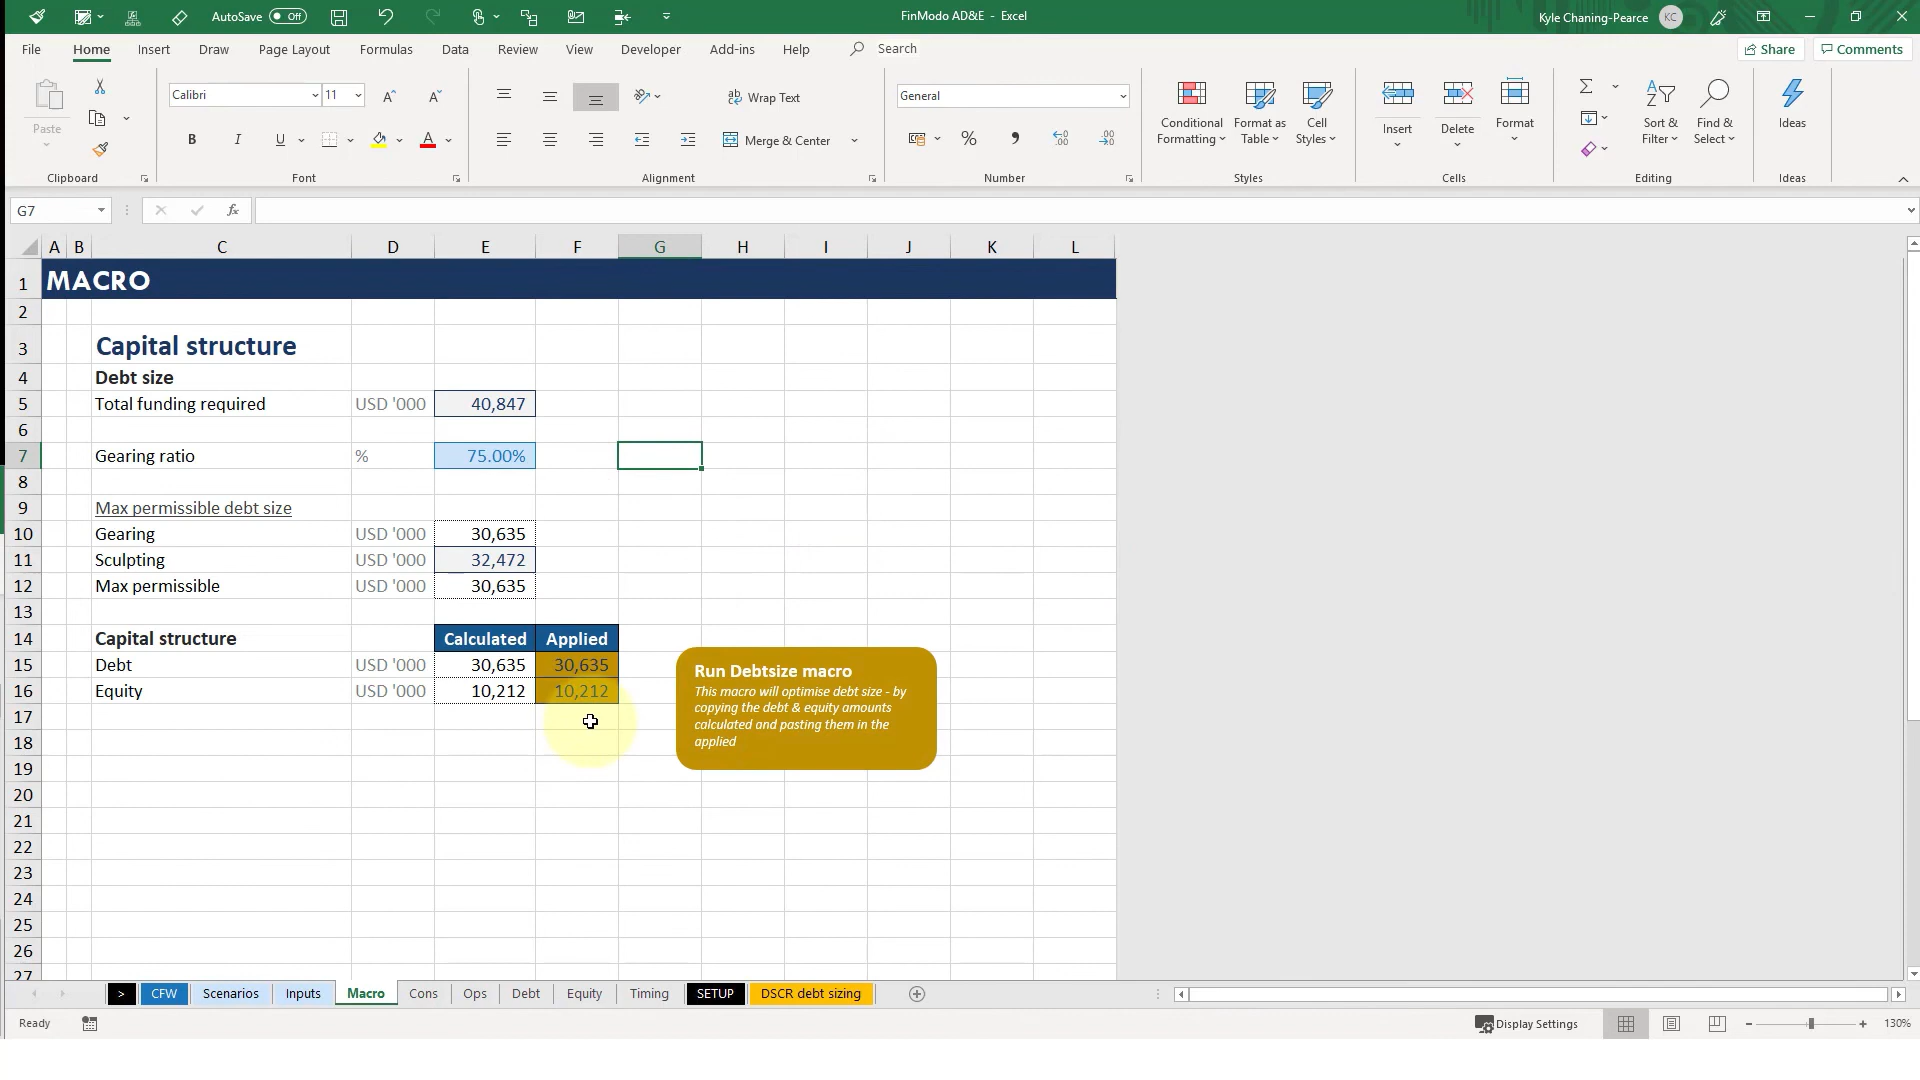 AutoSave Off FinModo AD&E - Excel Kyle Chaning-Pearce KC
File Home Insert Draw Page Layout Formulas Data Review View Developer Add-ins Help Search Share Comments
Paste
Calibri 11 A^ A˅
B I U A
Wrap Text
Merge & Center
General
% ,
Conditional Formatting
Format as Table
Cell Styles
Insert
Delete
Format
Sort & Filter
Find & Select
Ideas
Clipboard Font Alignment Number Styles Cells Editing Ideas
G7 fx
A B C D E F G H I J K L
1 MACRO
2
3 Capital structure
4 Debt size
5 Total funding required USD '000 40,847
6
7 Gearing ratio % 75.00%
8
9 Max permissible debt size
10 Gearing USD '000 30,635
11 Sculpting USD '000 32,472
12 Max permissible USD '000 30,635
13
14 Capital structure Calculated Applied
15 Debt USD '000 30,635 30,635
16 Equity USD '000 10,212 10,212
Run Debtsize macro
This macro will optimise debt size - by
copying the debt & equity amounts
calculated and pasting them in the
applied
17
18
19
20
21
22
23
24
25
26
27
> CFW Scenarios Inputs Macro Cons Ops Debt Equity Timing SETUP DSCR debt sizing
Ready Display Settings 130%